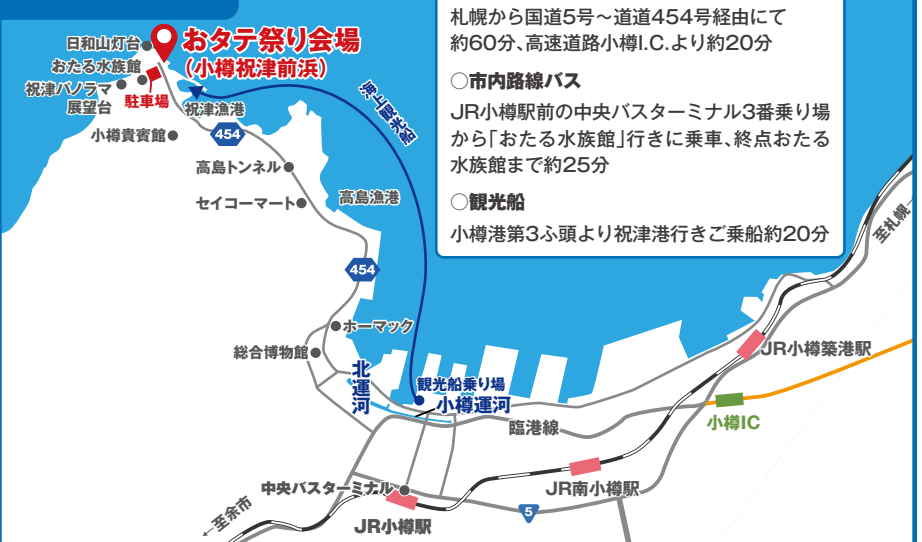 札幌から国道5号～道道454号経由にて
約60分、高速道路小樽I.C.より約20分
○市内路線バス
JR小樽駅前の中央バスターミナル3番乗り場
から「おたる水族館」行きに乗車、終点おたる
水族館まで約25分
○観光船
小樽港第3ふ頭より祝津港行きご乗船約20分
おタテ祭り会場
(小樽祝津前浜)
日和山灯台
おたる水族館
祝津パノラマ
展望台
駐車場
祝津漁港
海上観光船
454
小樽貴賓館
高島トンネル
高島漁港
セイコーマート
454
ホーマック
総合博物館
北運河
観光船乗り場
小樽運河
臨港線
至札幌→
JR小樽築港駅
小樽IC
中央バスターミナル
JR南小樽駅
JR小樽駅
5
←至余市